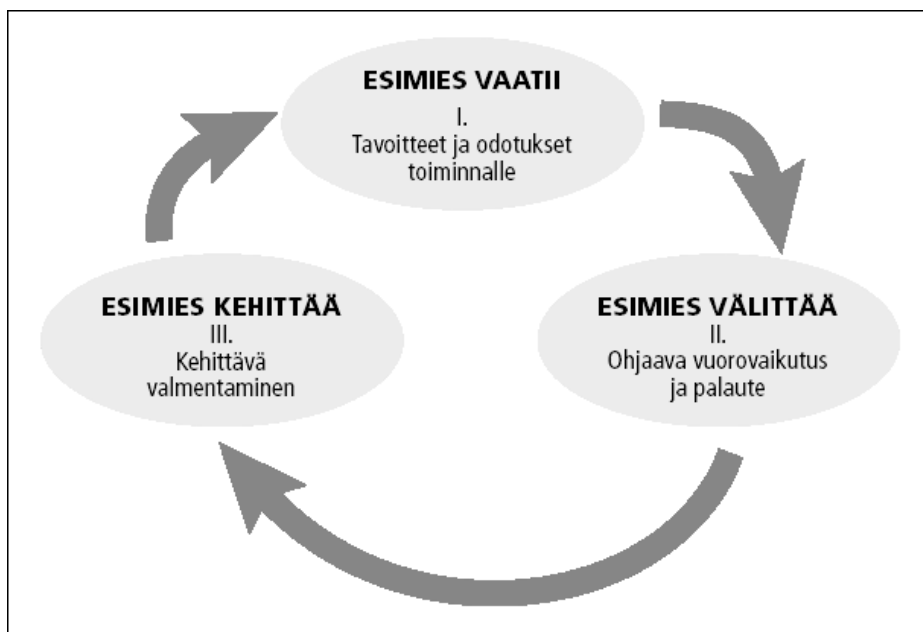 ESIMIES VAATII
I.
Tavoitteet ja odotukset
toiminnalle
ESIMIES VÄLITTÄÄ
II.
Ohjaava vuorovaikutus
ja palaute
ESIMIES KEHITTÄÄ
III.
Kehittävä
valmentaminen